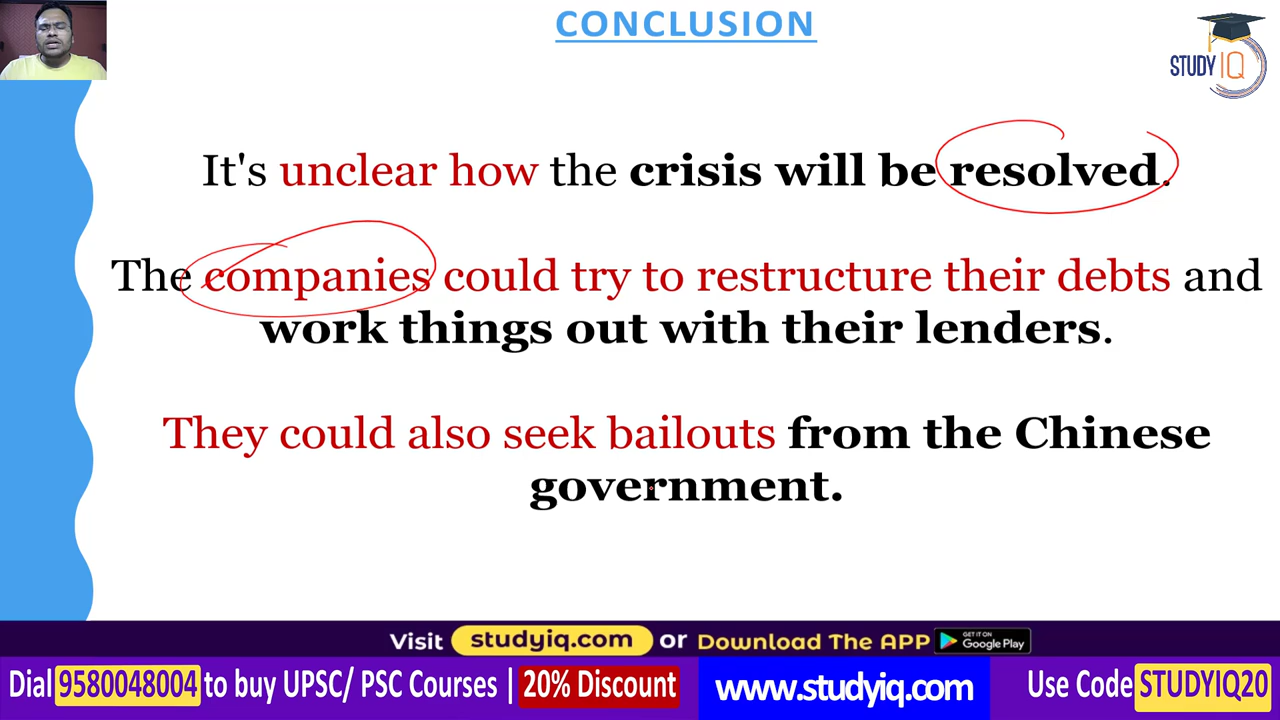 CONCLUSION
STUDY IQ
It's unclear how the crisis will be resolved.
The companies could try to restructure their debts and
work things out with their lenders.
They could also seek bailouts from the Chinese
government.
Visit studyiq.com or Download The APP GET IT ON Google Play
Dial 9580048004 to buy UPSC/ PSC Courses | 20% Discount www.studyiq.com Use Code STUDYIQ20